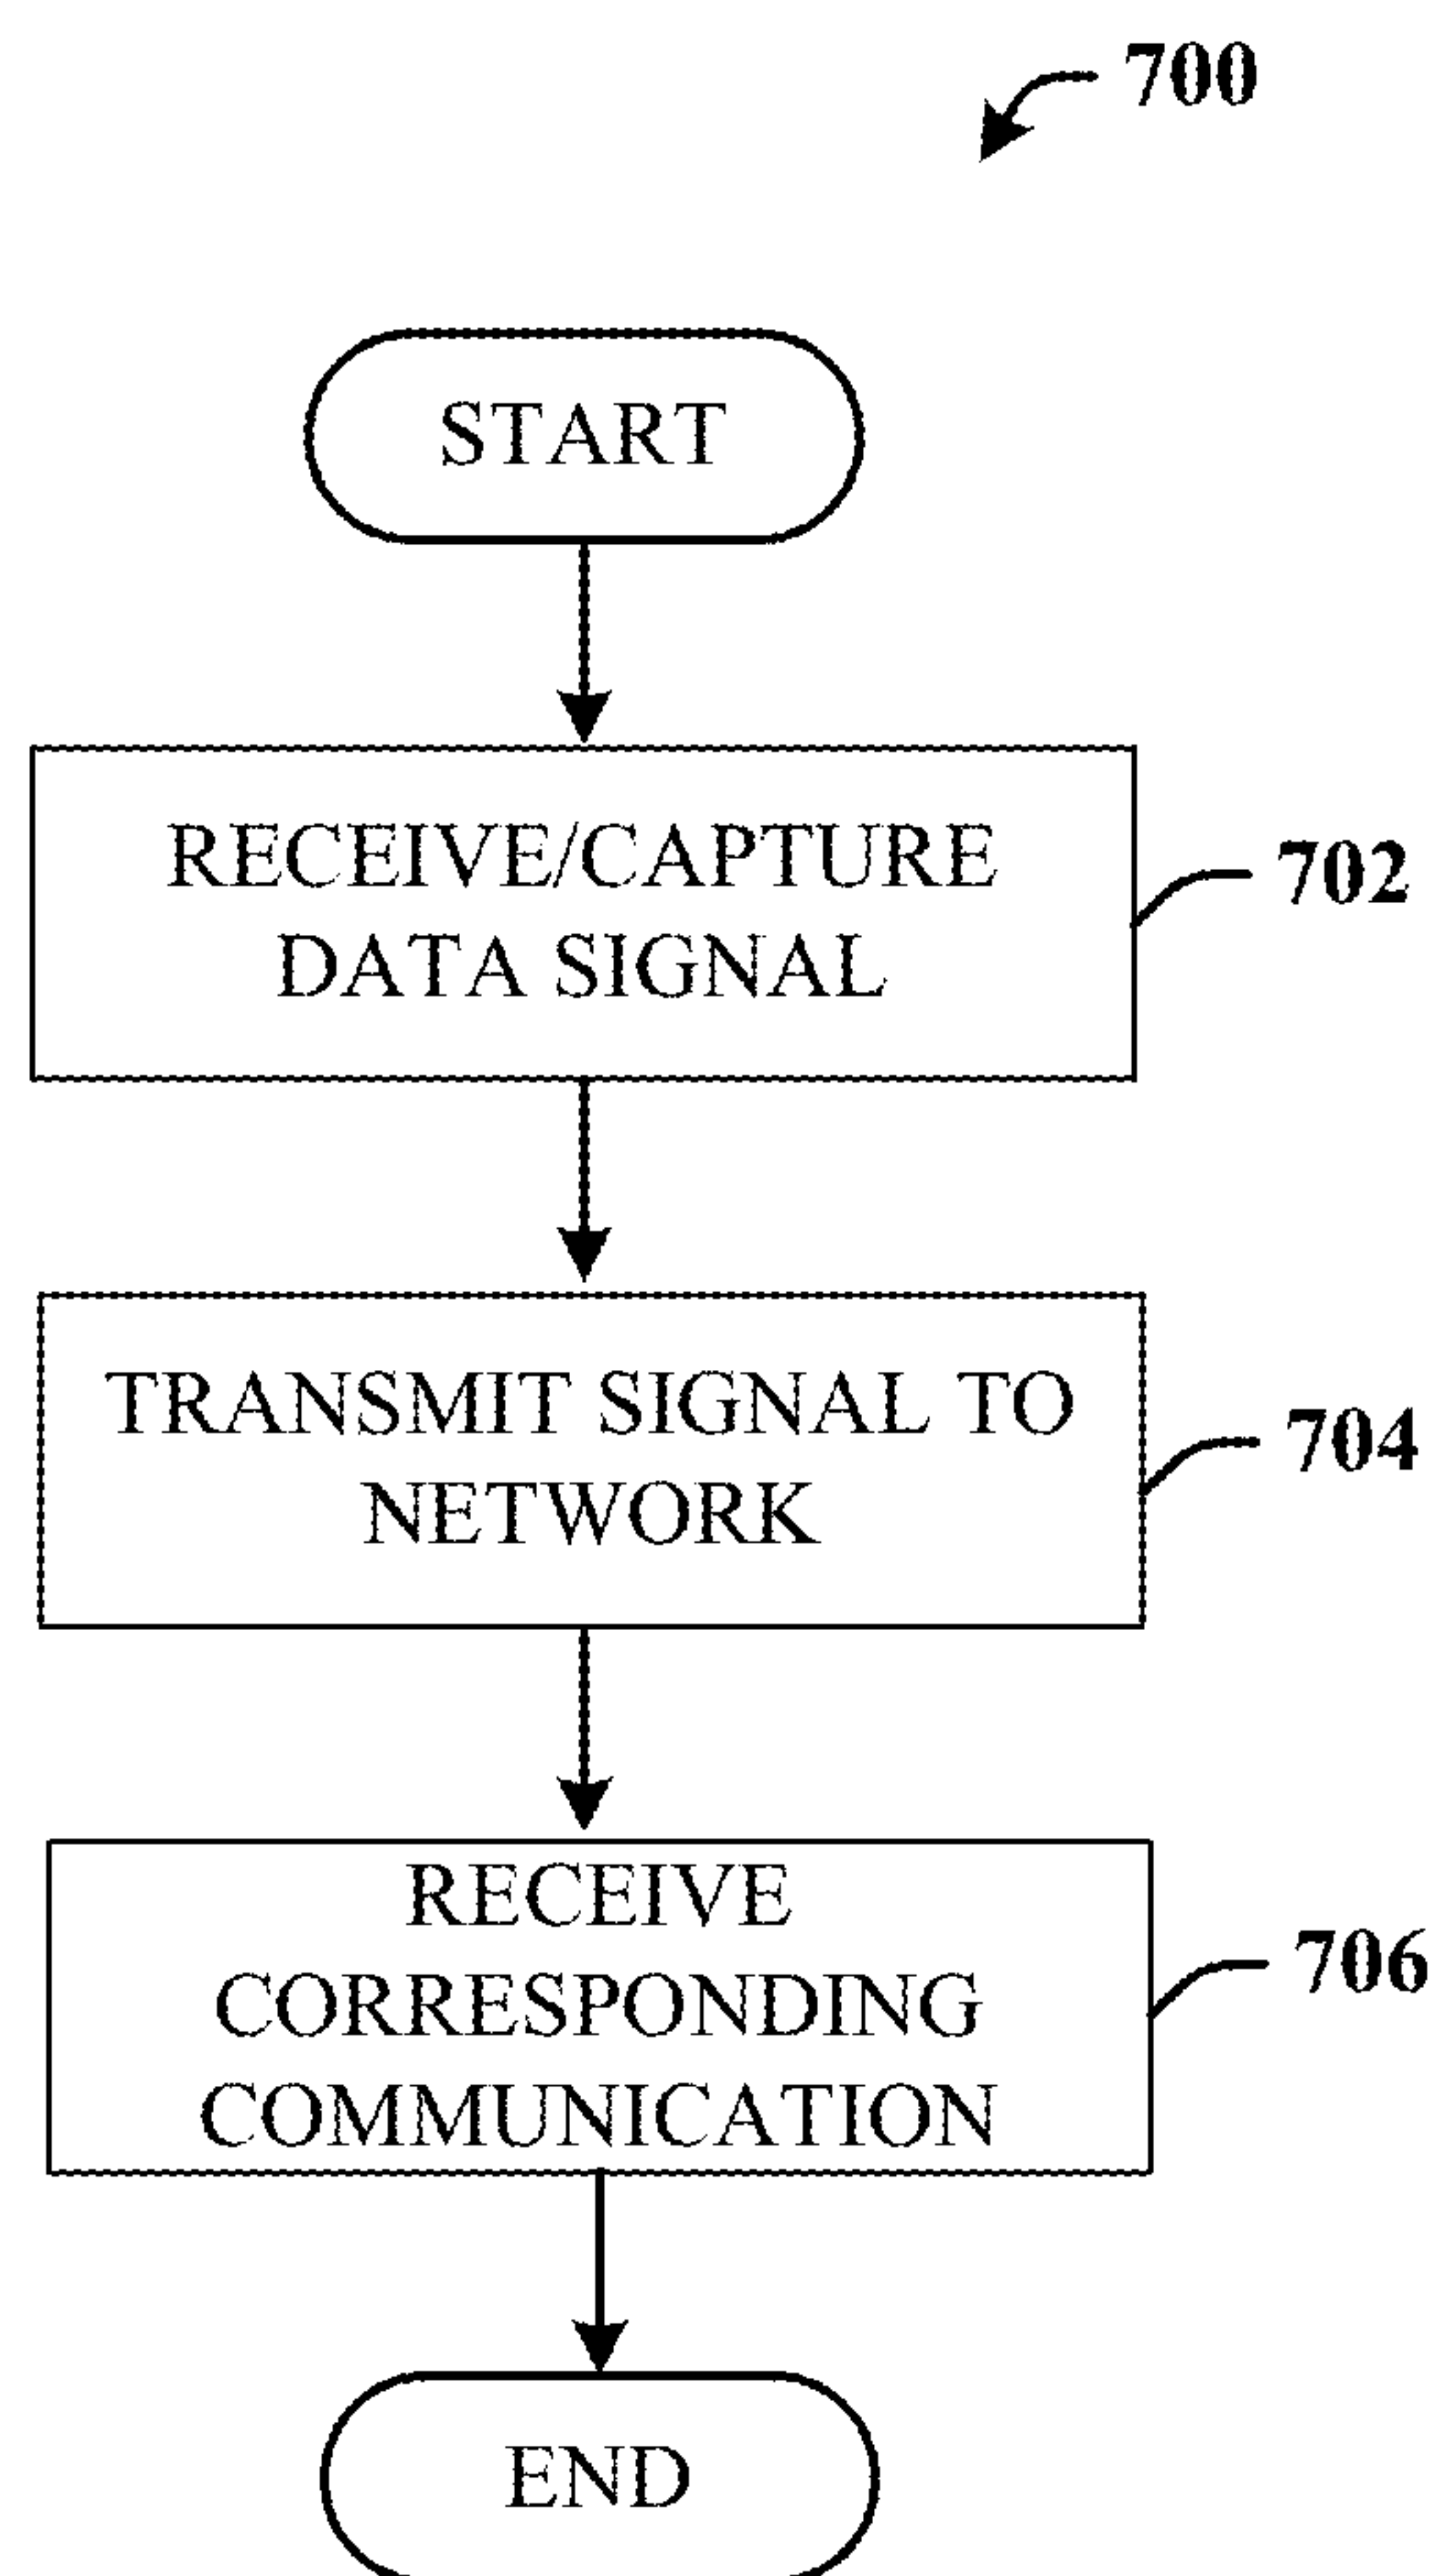 700
START
RECEIVE/CAPTURE
DATA SIGNAL
702
TRANSMIT SIGNAL TO
NETWORK
704
RECEIVE
CORRESPONDING
COMMUNICATION
706
END